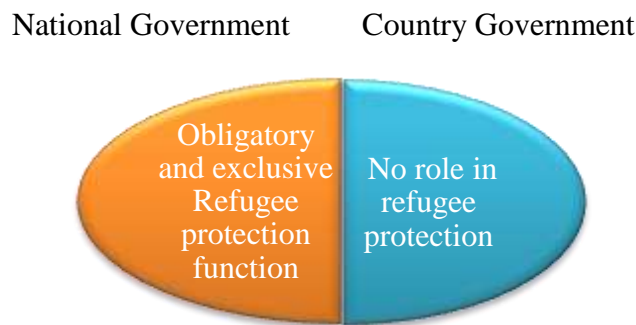 National Government
Country Government
Obligatory
and exclusive
Refugee
protection
function
No role in
refugee
protection